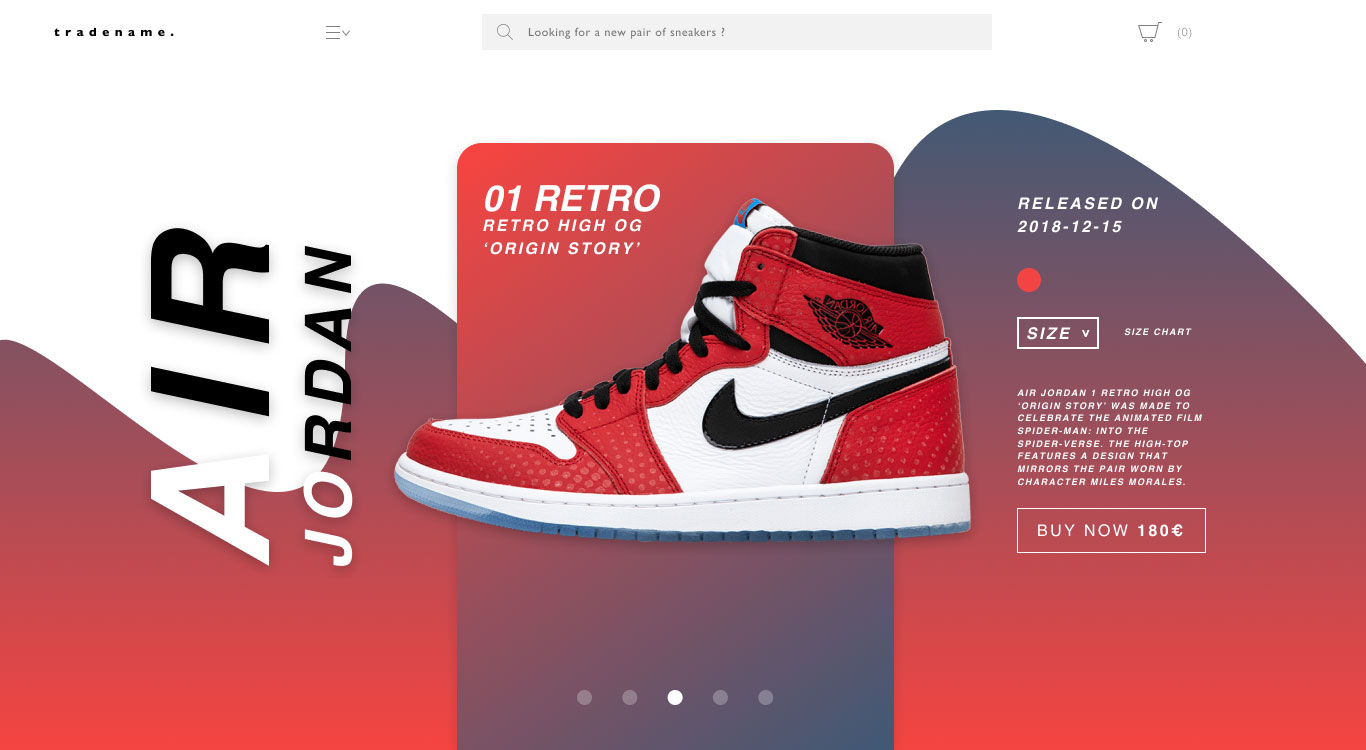 tradename.
Looking for a new pair of sneakers ?
(0)
AIR
JORDAN
01 RETRO
RETRO HIGH OG
‘ORIGIN STORY’
RELEASED ON
2018-12-15
SIZE v
SIZE CHART
AIR JORDAN 1 RETRO HIGH OG
‘ORIGIN STORY’ WAS MADE TO
CELEBRATE THE ANIMATED FILM
SPIDER-MAN: INTO THE
SPIDER-VERSE. THE HIGH-TOP
FEATURES A DESIGN THAT
MIRRORS THE PAIR WORN BY
CHARACTER MILES MORALES.
BUY NOW 180€